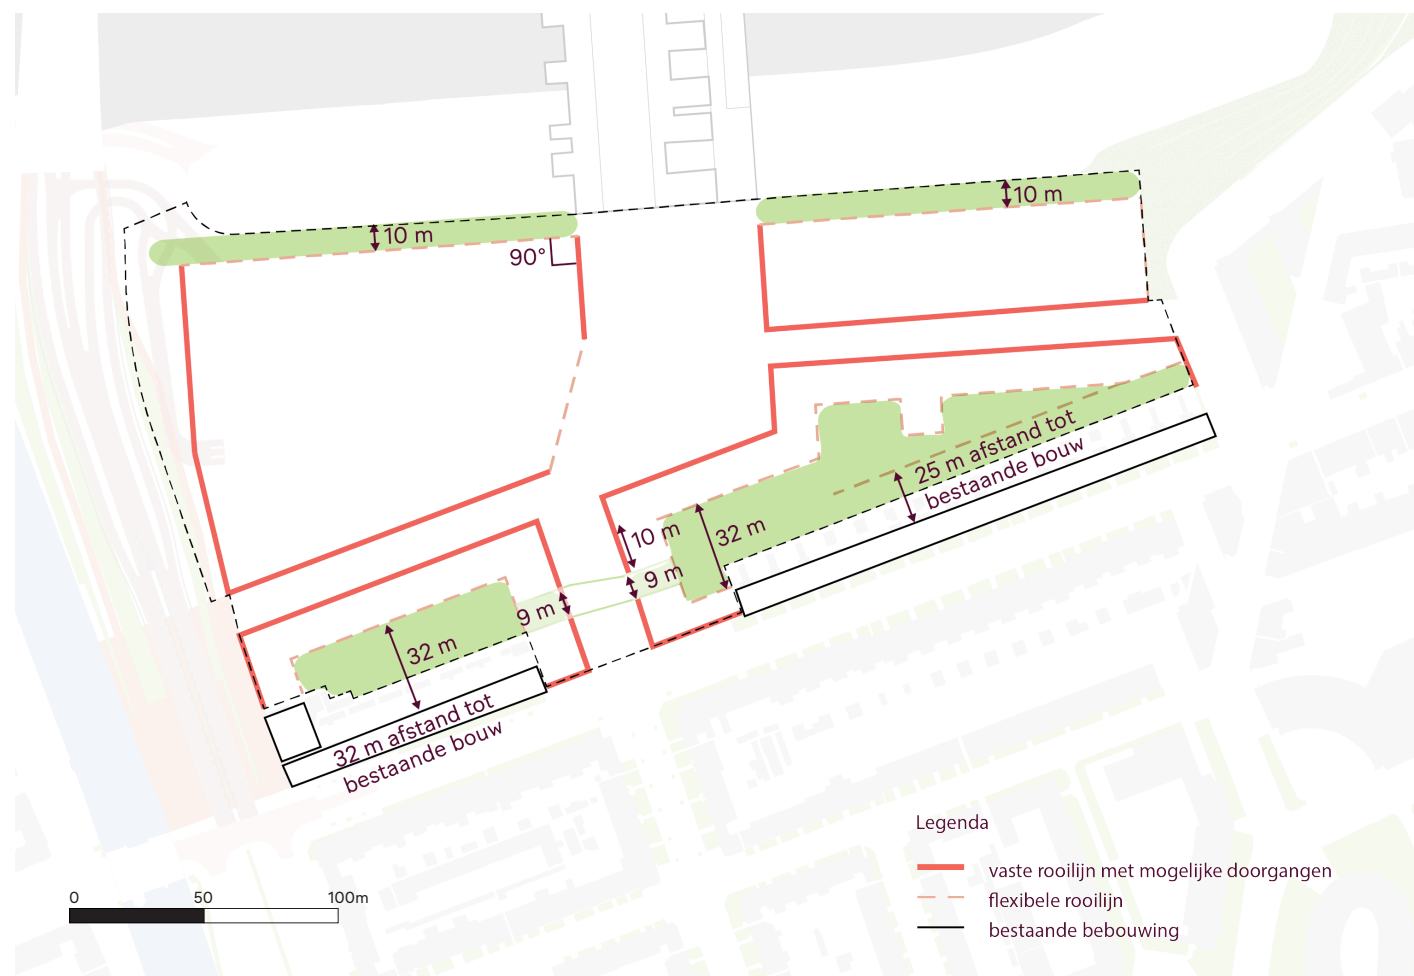 10 m
10 m
90°
25 m afstand tot
bestaande bouw
10 m
32 m
9 m
9 m
32 m
32 m afstand tot
bestaande bouw
Legenda
vaste rooilijn met mogelijke doorgangen
flexibele rooilijn
bestaande bebouwing
0 50 100m